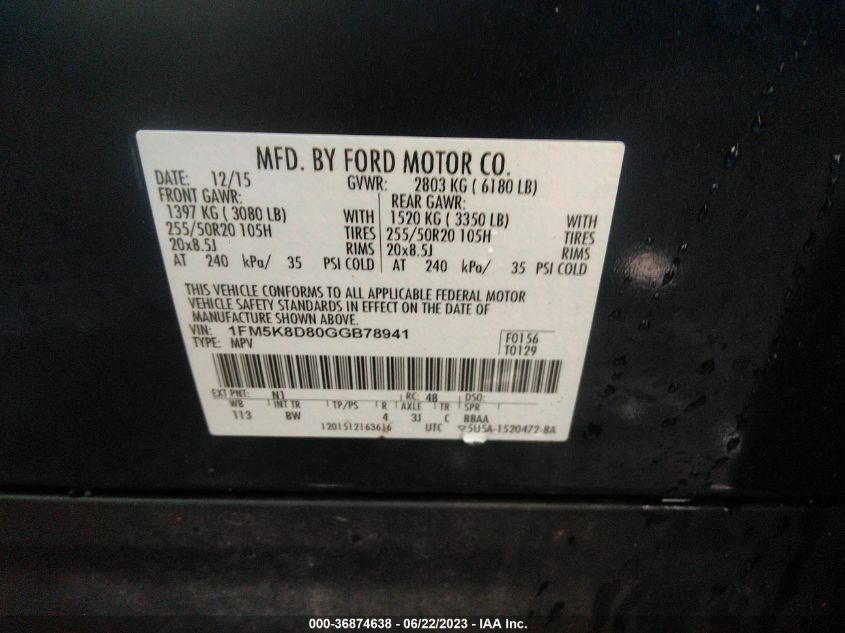 MFD. BY FORD MOTOR CO.
DATE: 12/15 GVWR: 2803 KG ( 6180 LB)
FRONT GAWR: REAR GAWR:
1397 KG ( 3080 LB) WITH 1520 KG ( 3350 LB) WITH
255/50R20 105H TIRES 255/50R20 105H TIRES
20x8.5J RIMS 20x8.5J RIMS
AT 240 kPa/ 35 PSI COLD AT 240 kPa/ 35 PSI COLD
THIS VEHICLE CONFORMS TO ALL APPLICABLE FEDERAL MOTOR
VEHICLE SAFETY STANDARDS IN EFFECT ON THE DATE OF
MANUFACTURE SHOWN ABOVE.
VIN: 1FM5K8D80GGB78941 F0156
TYPE: MPV T0129
EXT PNT: N1 RC: 48 DSO:
WB INT TR TP/PS R AXLE TR SPR
113 BW 4 3J C BBAA
1201512163616 UTC 5U5A-1520472-BA
000-36874638 - 06/22/2023 - IAA Inc.